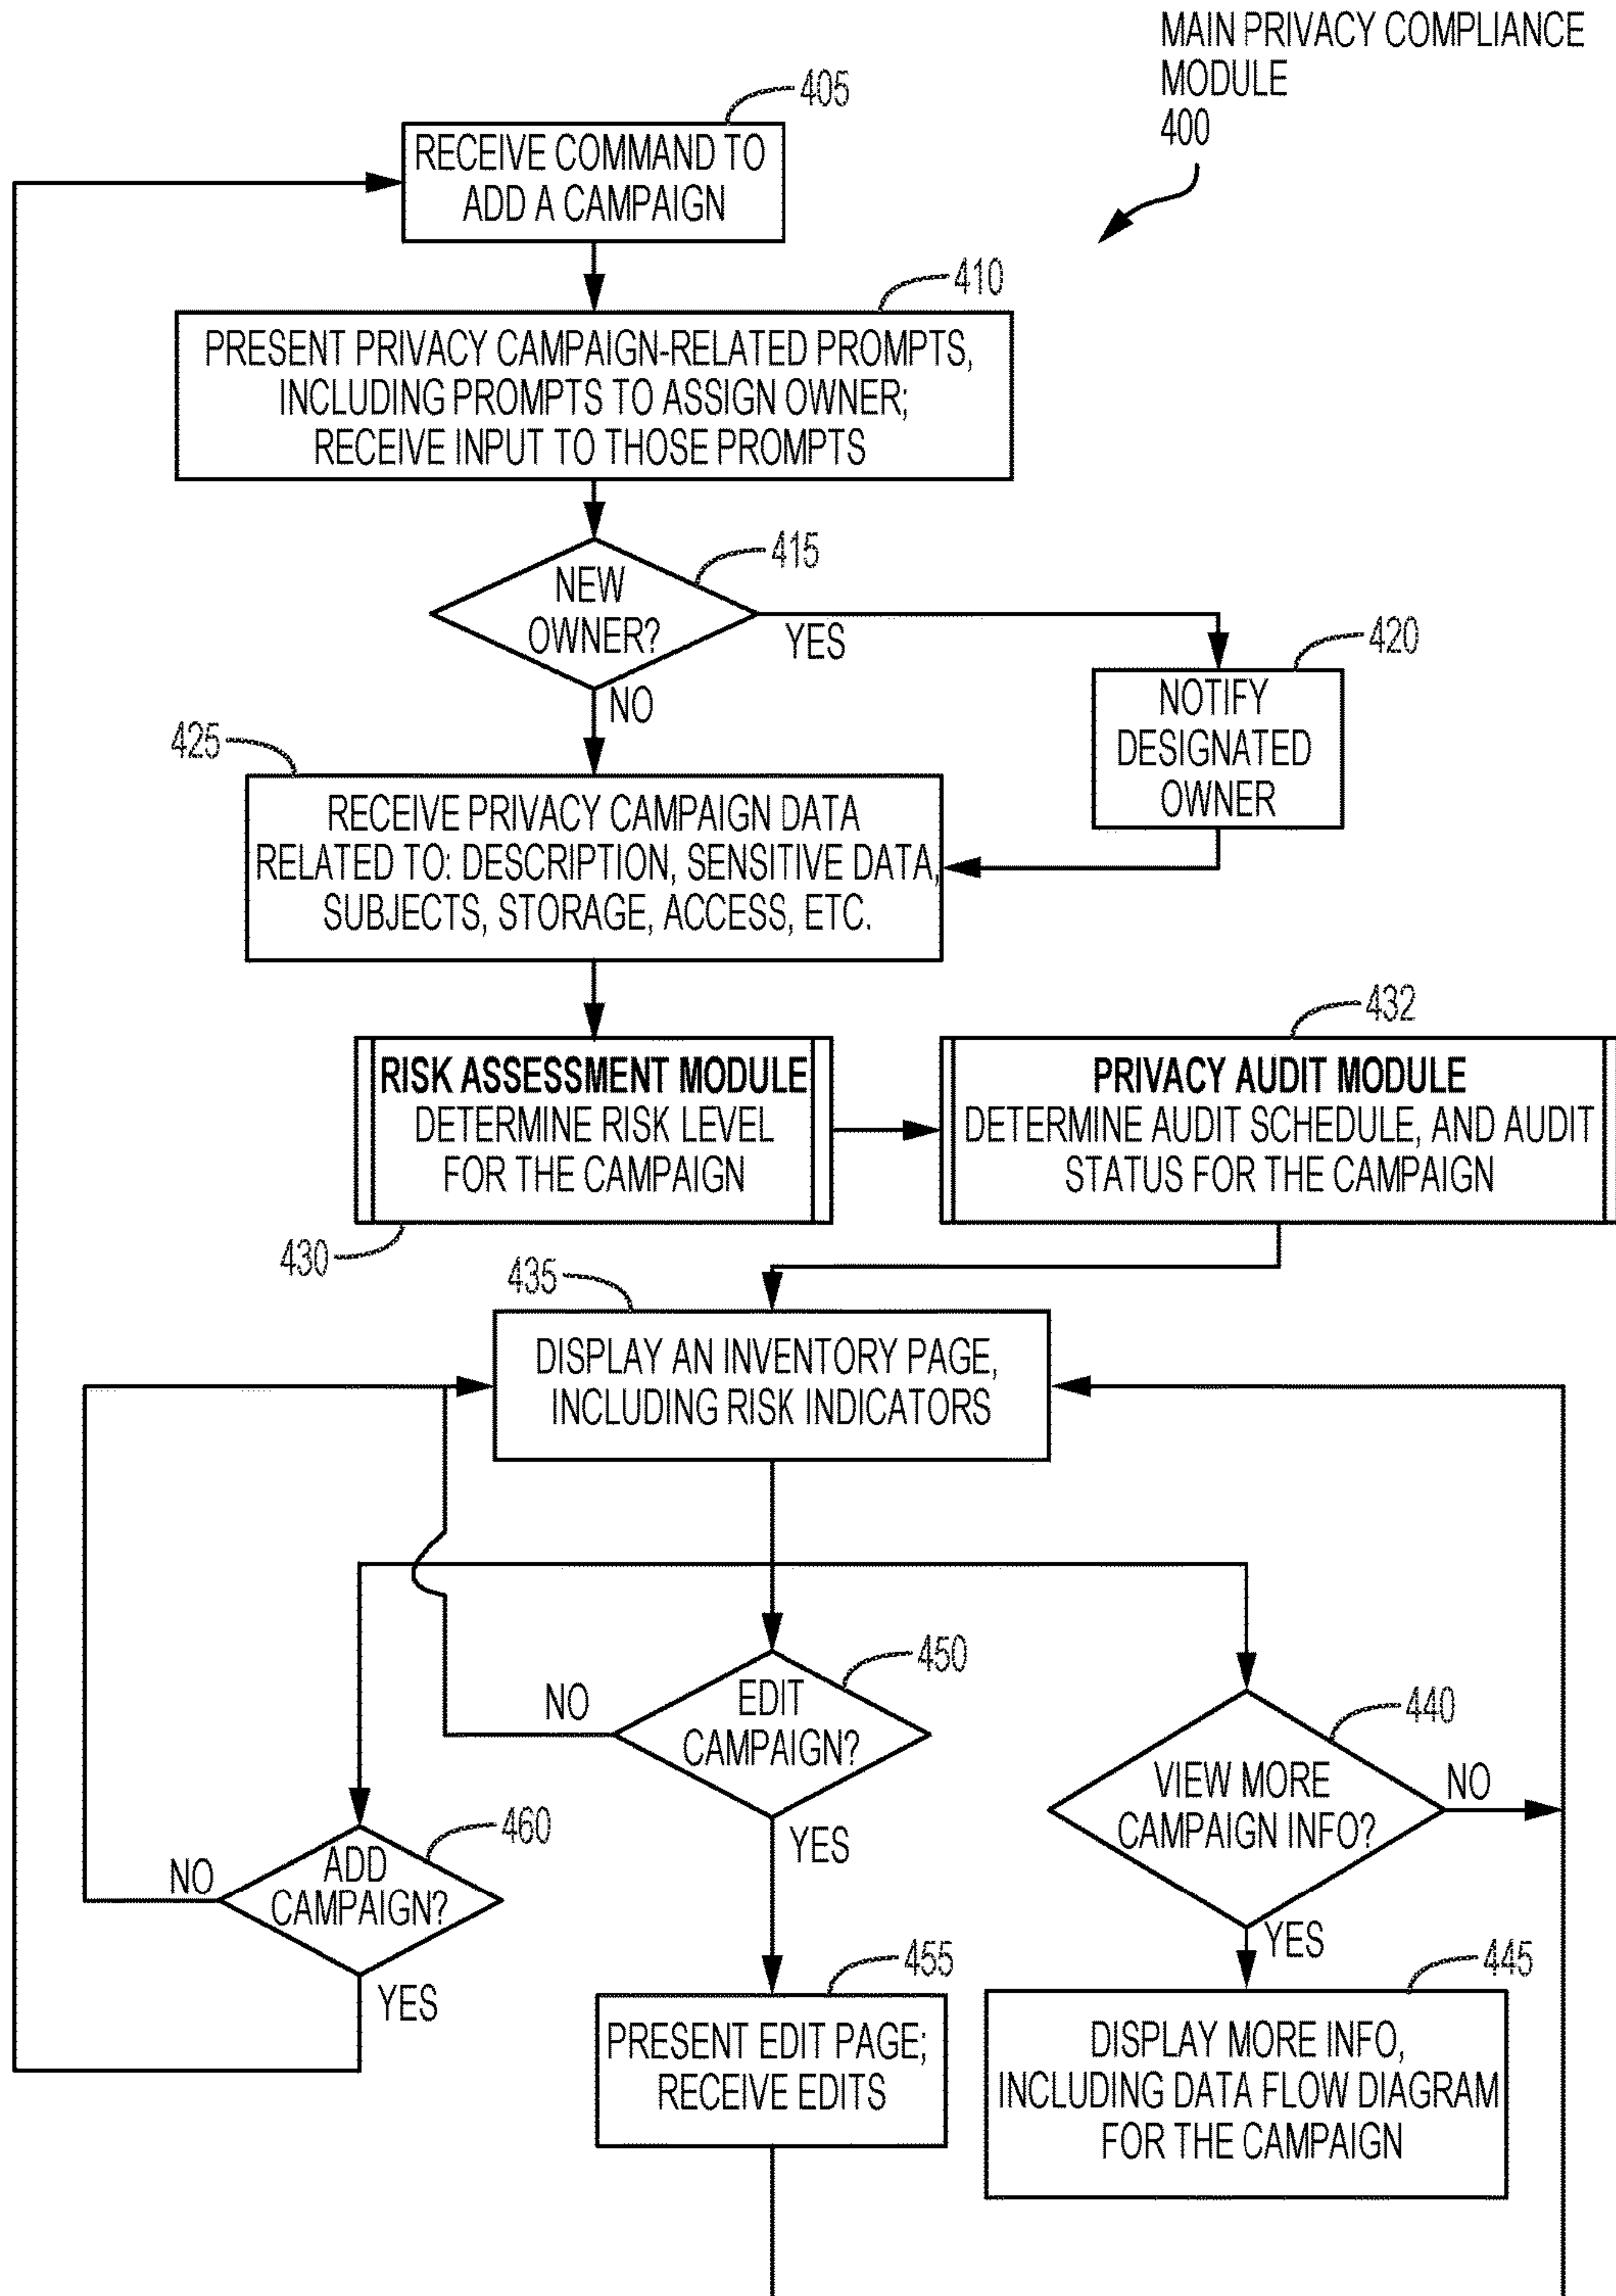 MAIN PRIVACY COMPLIANCE
MODULE
400
405
RECEIVE COMMAND TO
ADD A CAMPAIGN
410
PRESENT PRIVACY CAMPAIGN-RELATED PROMPTS,
INCLUDING PROMPTS TO ASSIGN OWNER;
RECEIVE INPUT TO THOSE PROMPTS
415
NEW
OWNER?
YES
NO
420
NOTIFY
DESIGNATED
OWNER
425
RECEIVE PRIVACY CAMPAIGN DATA
RELATED TO: DESCRIPTION, SENSITIVE DATA,
SUBJECTS, STORAGE, ACCESS, ETC.
RISK ASSESSMENT MODULE
DETERMINE RISK LEVEL
FOR THE CAMPAIGN
430
432
PRIVACY AUDIT MODULE
DETERMINE AUDIT SCHEDULE, AND AUDIT
STATUS FOR THE CAMPAIGN
435
DISPLAY AN INVENTORY PAGE,
INCLUDING RISK INDICATORS
450
EDIT
CAMPAIGN?
NO
YES
440
VIEW MORE
CAMPAIGN INFO?
NO
YES
460
ADD
CAMPAIGN?
NO
YES
455
PRESENT EDIT PAGE;
RECEIVE EDITS
445
DISPLAY MORE INFO,
INCLUDING DATA FLOW DIAGRAM
FOR THE CAMPAIGN